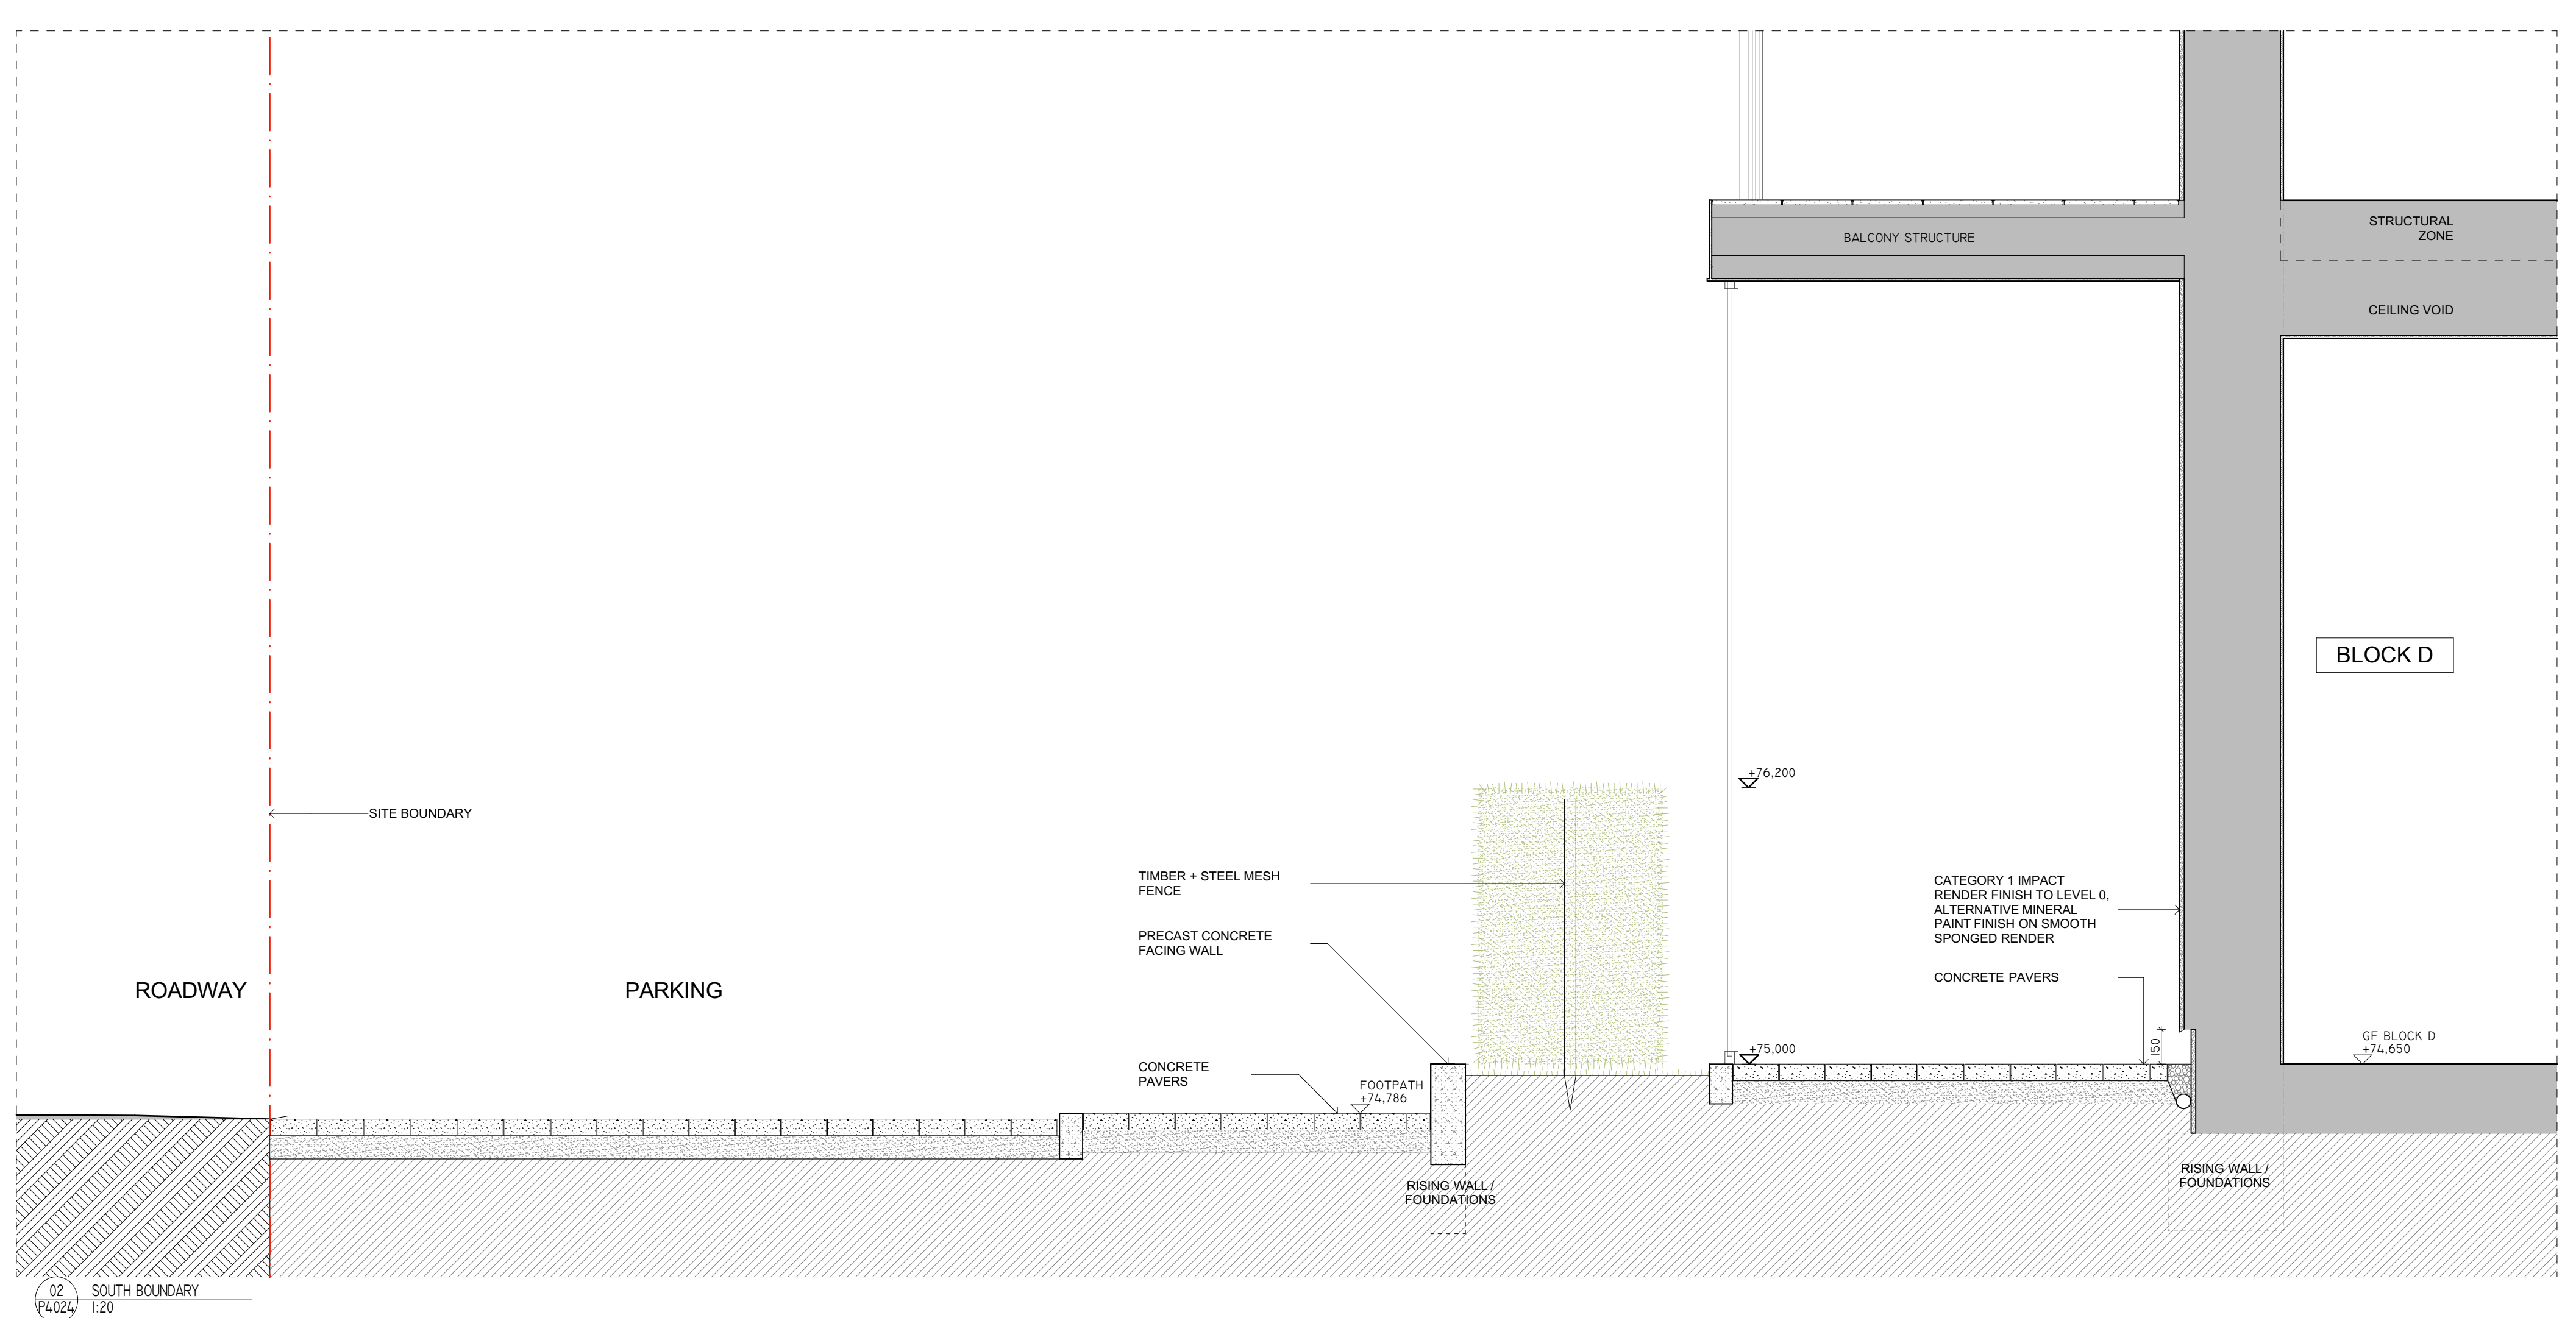 STRUCTURAL
ZONE
BALCONY STRUCTURE
CEILING VOID
BLOCK D
+76,200
SITE BOUNDARY
TIMBER + STEEL MESH
FENCE
CATEGORY 1 IMPACT
RENDER FINISH TO LEVEL 0,
ALTERNATIVE MINERAL
PAINT FINISH ON SMOOTH
SPONGED RENDER
PRECAST CONCRETE
FACING WALL
CONCRETE PAVERS
ROADWAY
PARKING
150
GF BLOCK D
+74,650
+75,000
CONCRETE
PAVERS
FOOTPATH
+74,786
RISING WALL /
FOUNDATIONS
RISING WALL /
FOUNDATIONS
02
P4024
SOUTH BOUNDARY
1:20